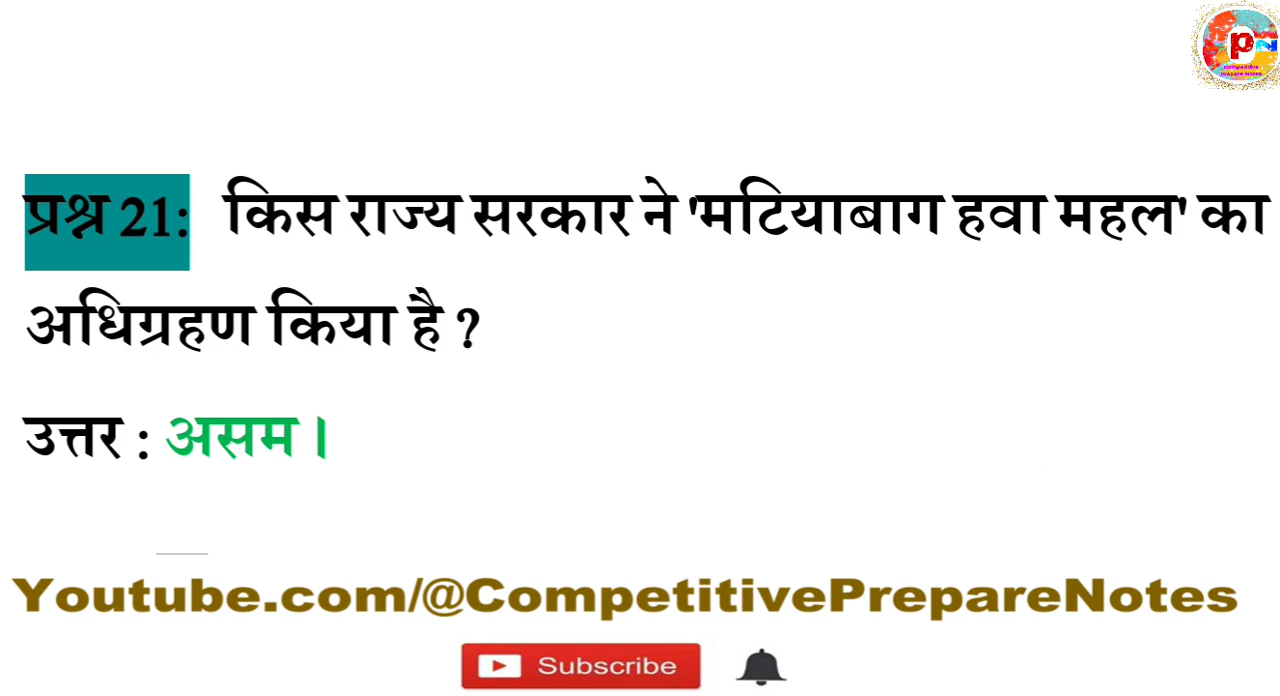 प्रश्न 21: किस राज्य सरकार ने 'मटियाबाग हवा महल' का
अधिग्रहण किया है ?
उत्तर : असम ।
Youtube.com/@CompetitivePrepareNotes
Subscribe